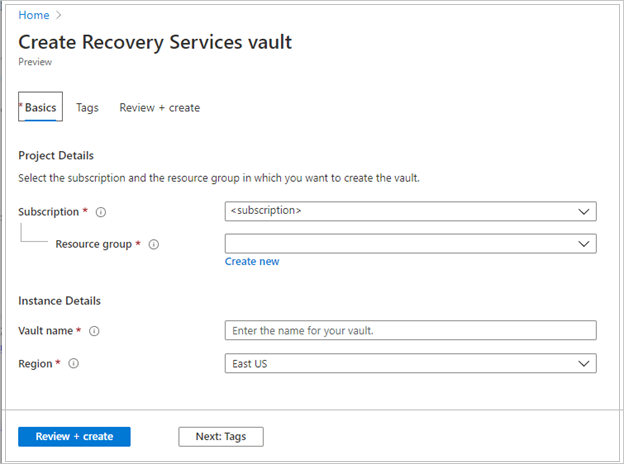 Home >
Create Recovery Services vault
Preview
* Basics Tags Review + create
Project Details
Select the subscription and the resource group in which you want to create the vault.
Subscription * <subscription>
Resource group *
Create new
Instance Details
Vault name * Enter the name for your vault.
Region * East US
Review + create Next: Tags